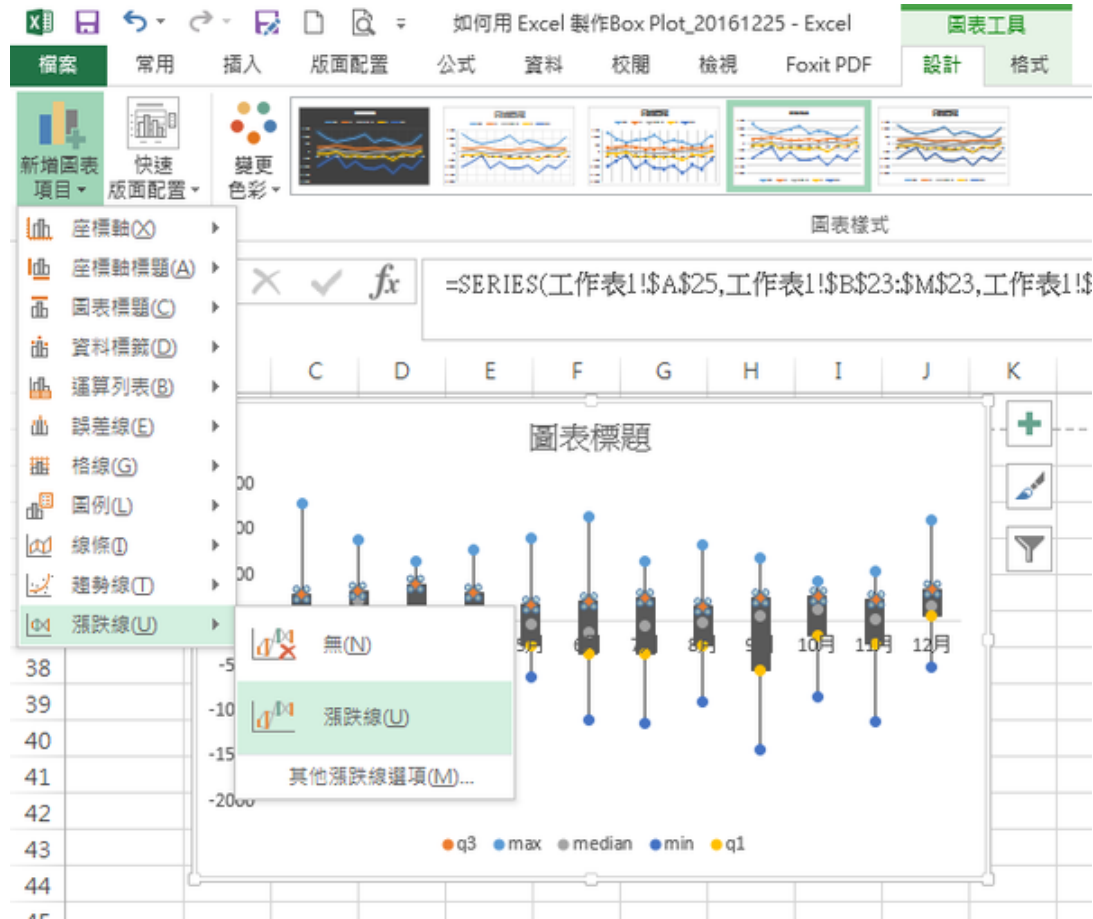 如何用 Excel 製作Box Plot_20161225 - Excel
圖表工具
檔案 常用 插入 版面配置 公式 資料 校閱 檢視 Foxit PDF 設計 格式
新增圖表
項目
快速
版面配置
變更
色彩
圖表樣式
座標軸(X)
座標軸標題(A)
圖表標題(C)
資料標籤(D)
運算列表(B)
誤差線(E)
格線(G)
圖例(L)
線條(I)
趨勢線(T)
漲跌線(U)
無(N)
漲跌線(U)
其他漲跌線選項(M)...
fx =SERIES(工作表1!$A$25,工作表1!$B$23:$M$23,工作表1!$
C D E F G H I J K
圖表標題
10月 12月
-2000
q3 max median min q1
38
39
40
41
42
43
44